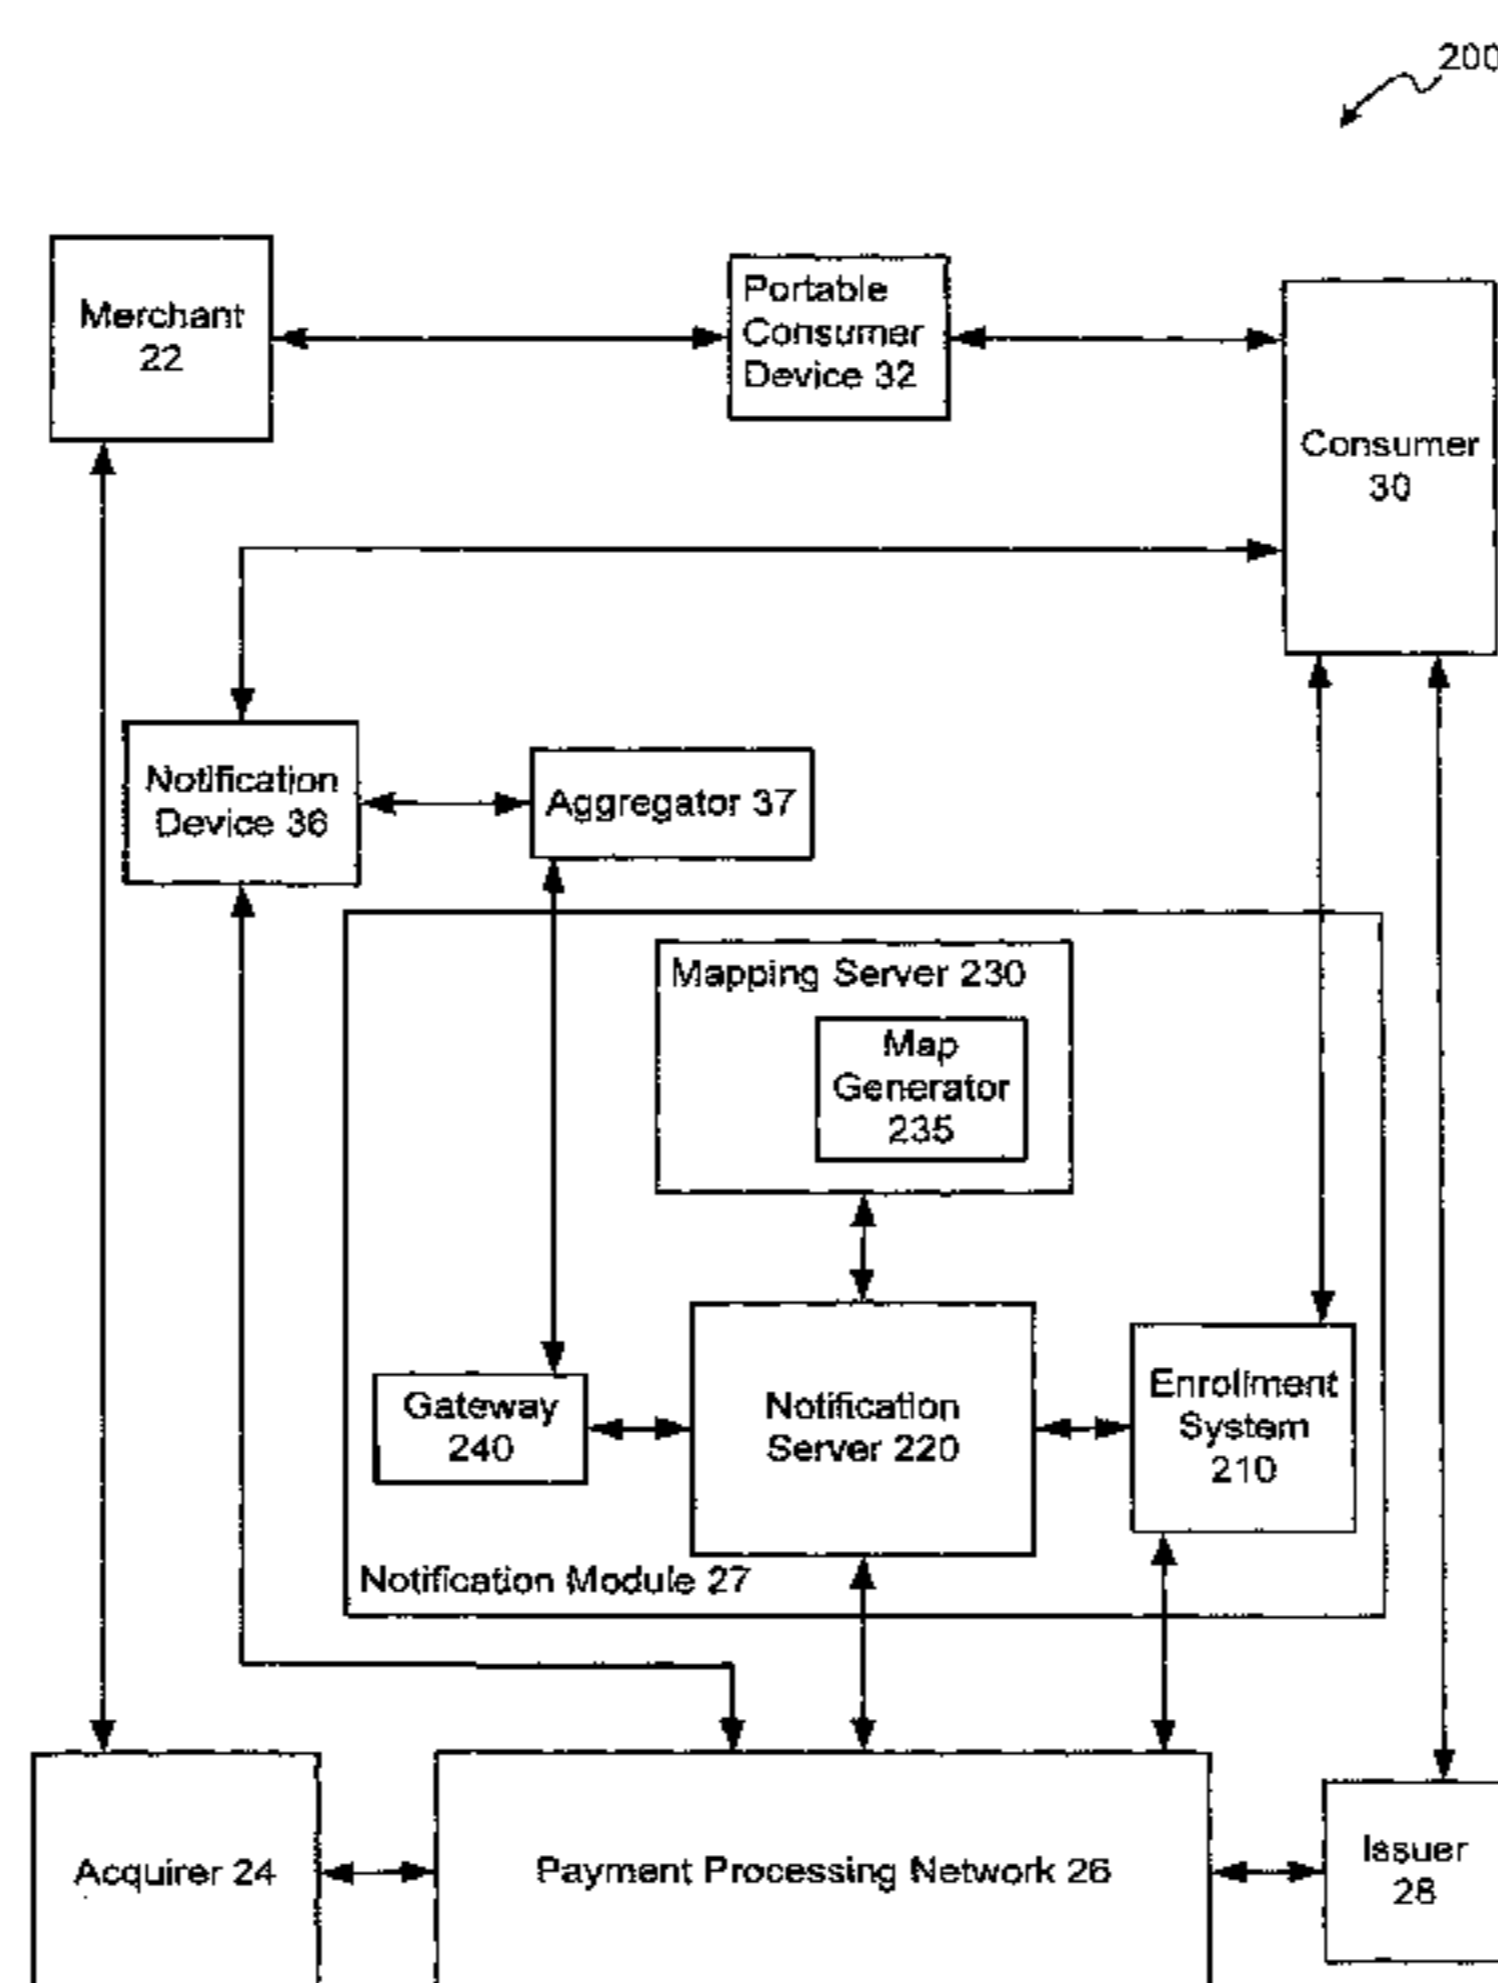 200
Merchant
22
Portable
Consumer
Device 32
Consumer
30
Notification
Device 36
Aggregator 37
Mapping Server 230
Map
Generator
235
Gateway
240
Notification
Server 220
Enrollment
System
210
Notification Module 27
Acquirer 24
Payment Processing Network 26
Issuer
28